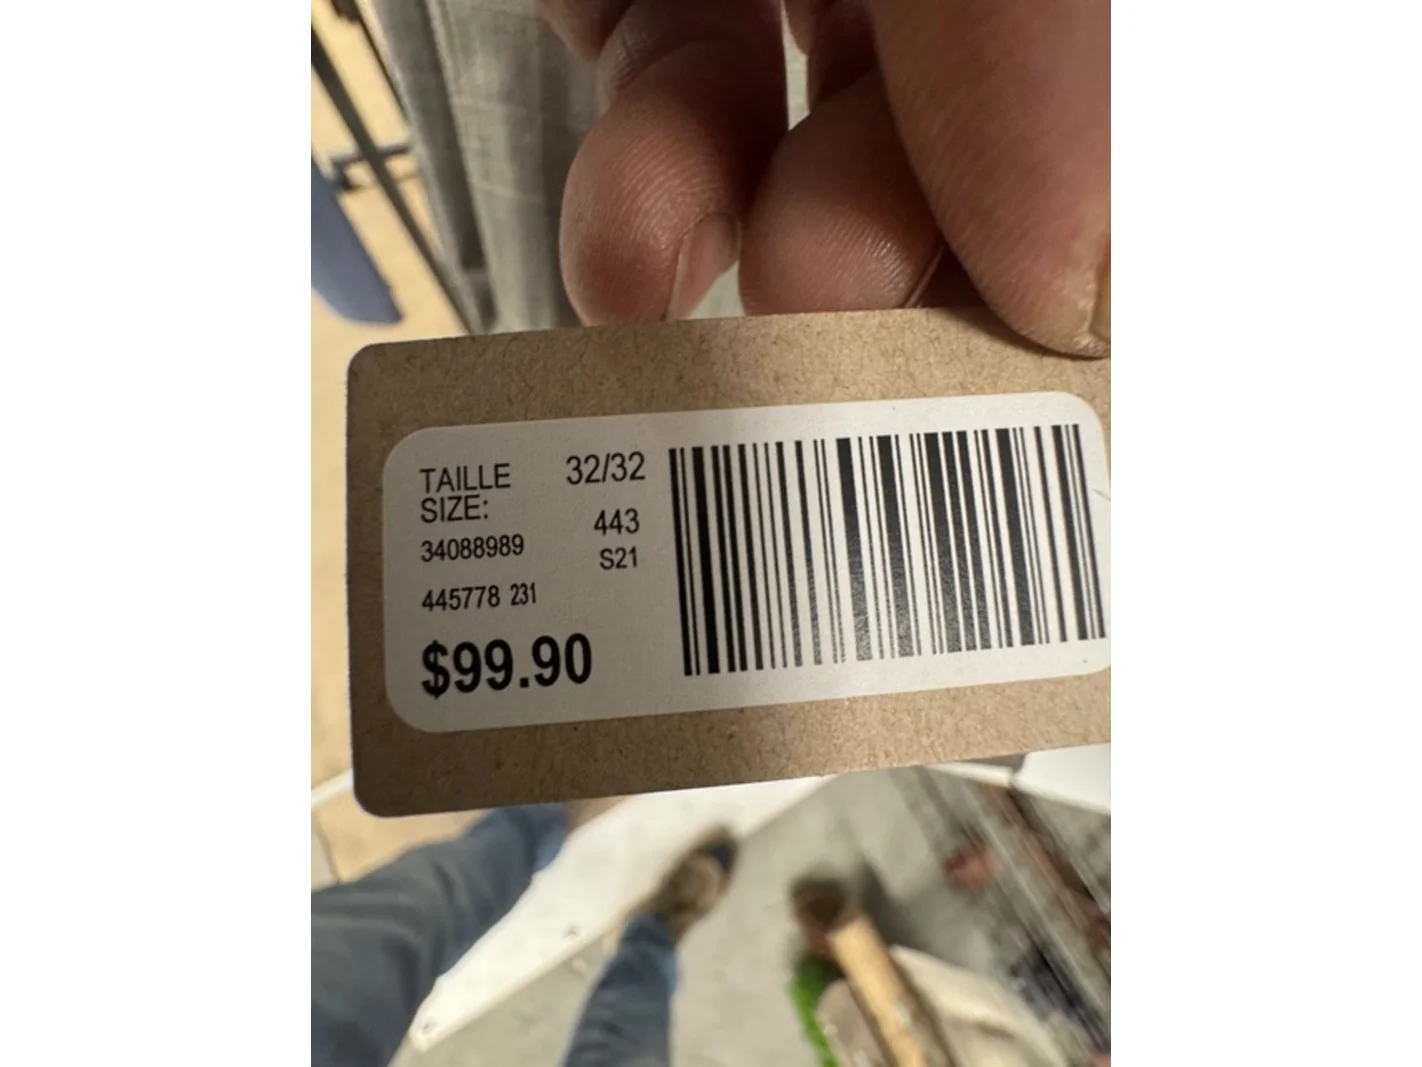 TAILLE 32/32
SIZE:
443
34088989
S21
445778 231
$99.90